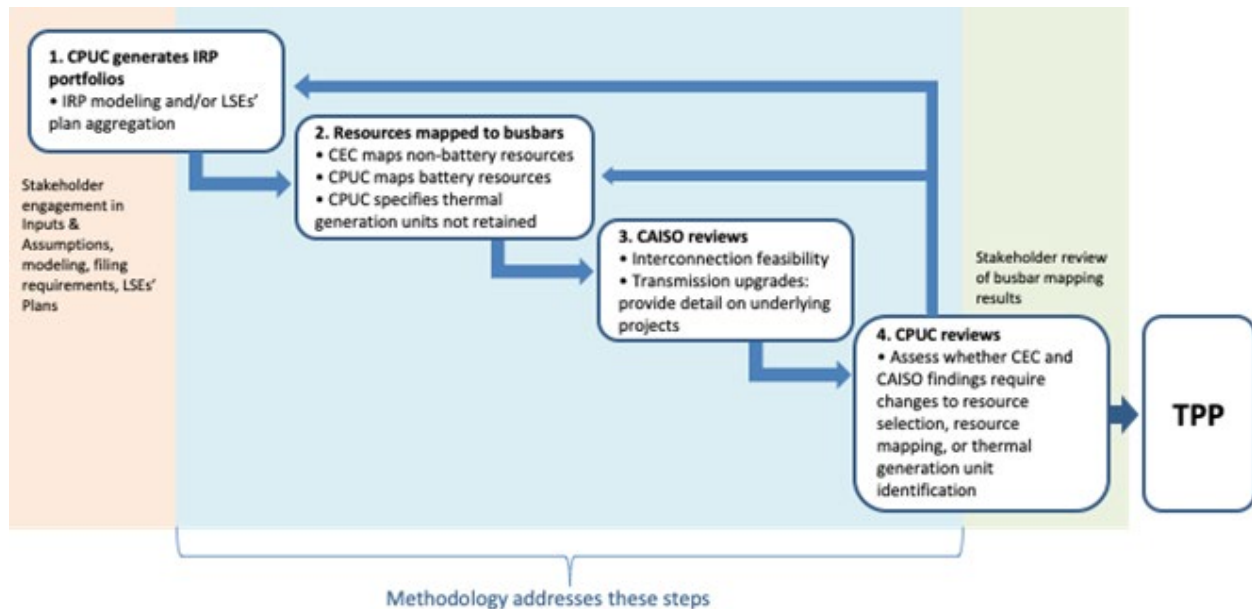 1. CPUC generates IRP
portfolios
• IRP modeling and/or LSEs'
plan aggregation
Stakeholder
engagement in
Inputs &
Assumptions,
modeling, filing
requirements, LSEs'
Plans
2. Resources mapped to busbars
• CEC maps non-battery resources
• CPUC maps battery resources
• CPUC specifies thermal
generation units not retained
3. CAISO reviews
• Interconnection feasibility
• Transmission upgrades:
provide detail on underlying
projects
Stakeholder review
of busbar mapping
results
4. CPUC reviews
• Assess whether CEC and
CAISO findings require
changes to resource
selection, resource
mapping, or thermal
generation unit
identification
TPP
Methodology addresses these steps